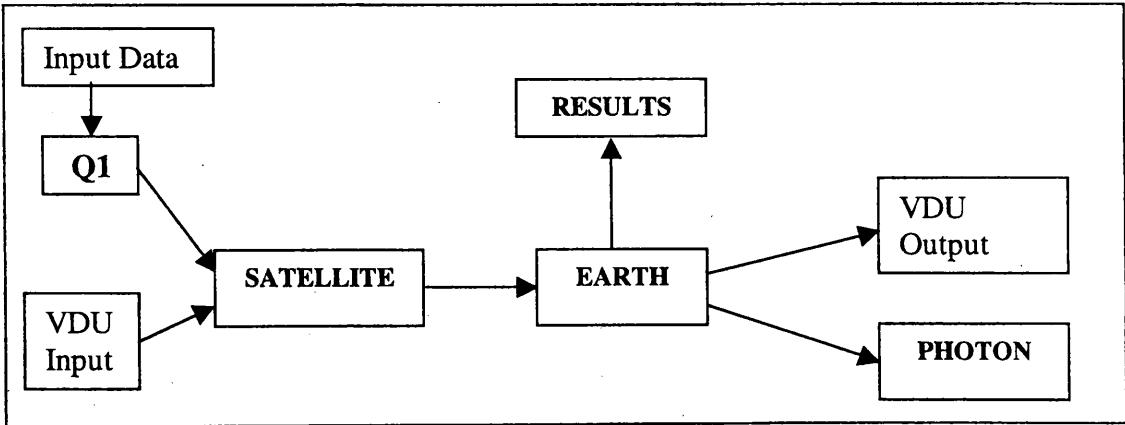 Input Data
RESULTS
Q1
VDU
Output
SATELLITE
EARTH
VDU
Input
PHOTON